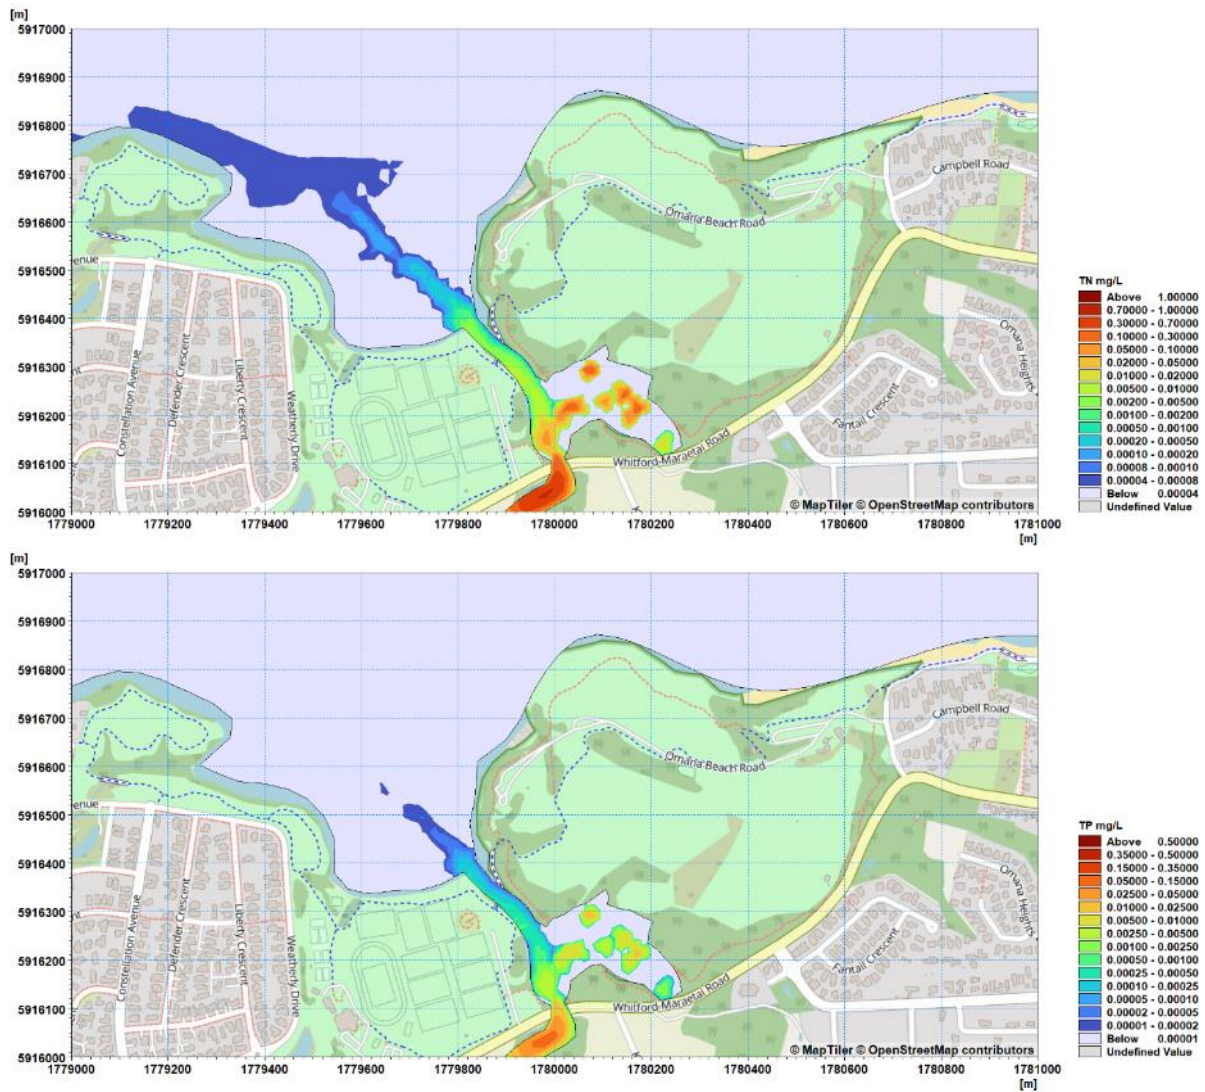 [m]
5917000
5916900
5916800
5916700
5916600
5916500
5916400
5916300
5916200
5916100
5916000
1779000 1779200 1779400 1779600 1779800 1780000 1780200 1780400 1780600 1780800 1781000
[m]
Campbell Road
Omana Beach Road
enue
Constellation Avenue
Defender Crescent
Liberty Crescent
Weatherly Drive
Whitford-Maraetai Road
Fantail Crescent
Omana Heights
© MapTiler © OpenStreetMap contributors
TN mg/L
Above 1.00000
0.70000 - 1.00000
0.30000 - 0.70000
0.10000 - 0.30000
0.05000 - 0.10000
0.02000 - 0.05000
0.01000 - 0.02000
0.00500 - 0.01000
0.00200 - 0.00500
0.00100 - 0.00200
0.00050 - 0.00100
0.00020 - 0.00050
0.00010 - 0.00020
0.00008 - 0.00010
0.00004 - 0.00008
Below 0.00004
Undefined Value
[m]
5917000
5916900
5916800
5916700
5916600
5916500
5916400
5916300
5916200
5916100
5916000
1779000 1779200 1779400 1779600 1779800 1780000 1780200 1780400 1780600 1780800 1781000
[m]
Campbell Road
Omana Beach Road
enue
Constellation Avenue
Defender Crescent
Liberty Crescent
Weatherly Drive
Whitford-Maraetai Road
Fantail Crescent
Omana Heights
© MapTiler © OpenStreetMap contributors
TP mg/L
Above 0.50000
0.35000 - 0.50000
0.15000 - 0.35000
0.05000 - 0.15000
0.02500 - 0.05000
0.01000 - 0.02500
0.00500 - 0.01000
0.00250 - 0.00500
0.00100 - 0.00250
0.00050 - 0.00100
0.00025 - 0.00050
0.00010 - 0.00025
0.00005 - 0.00010
0.00002 - 0.00005
0.00001 - 0.00002
Below 0.00001
Undefined Value